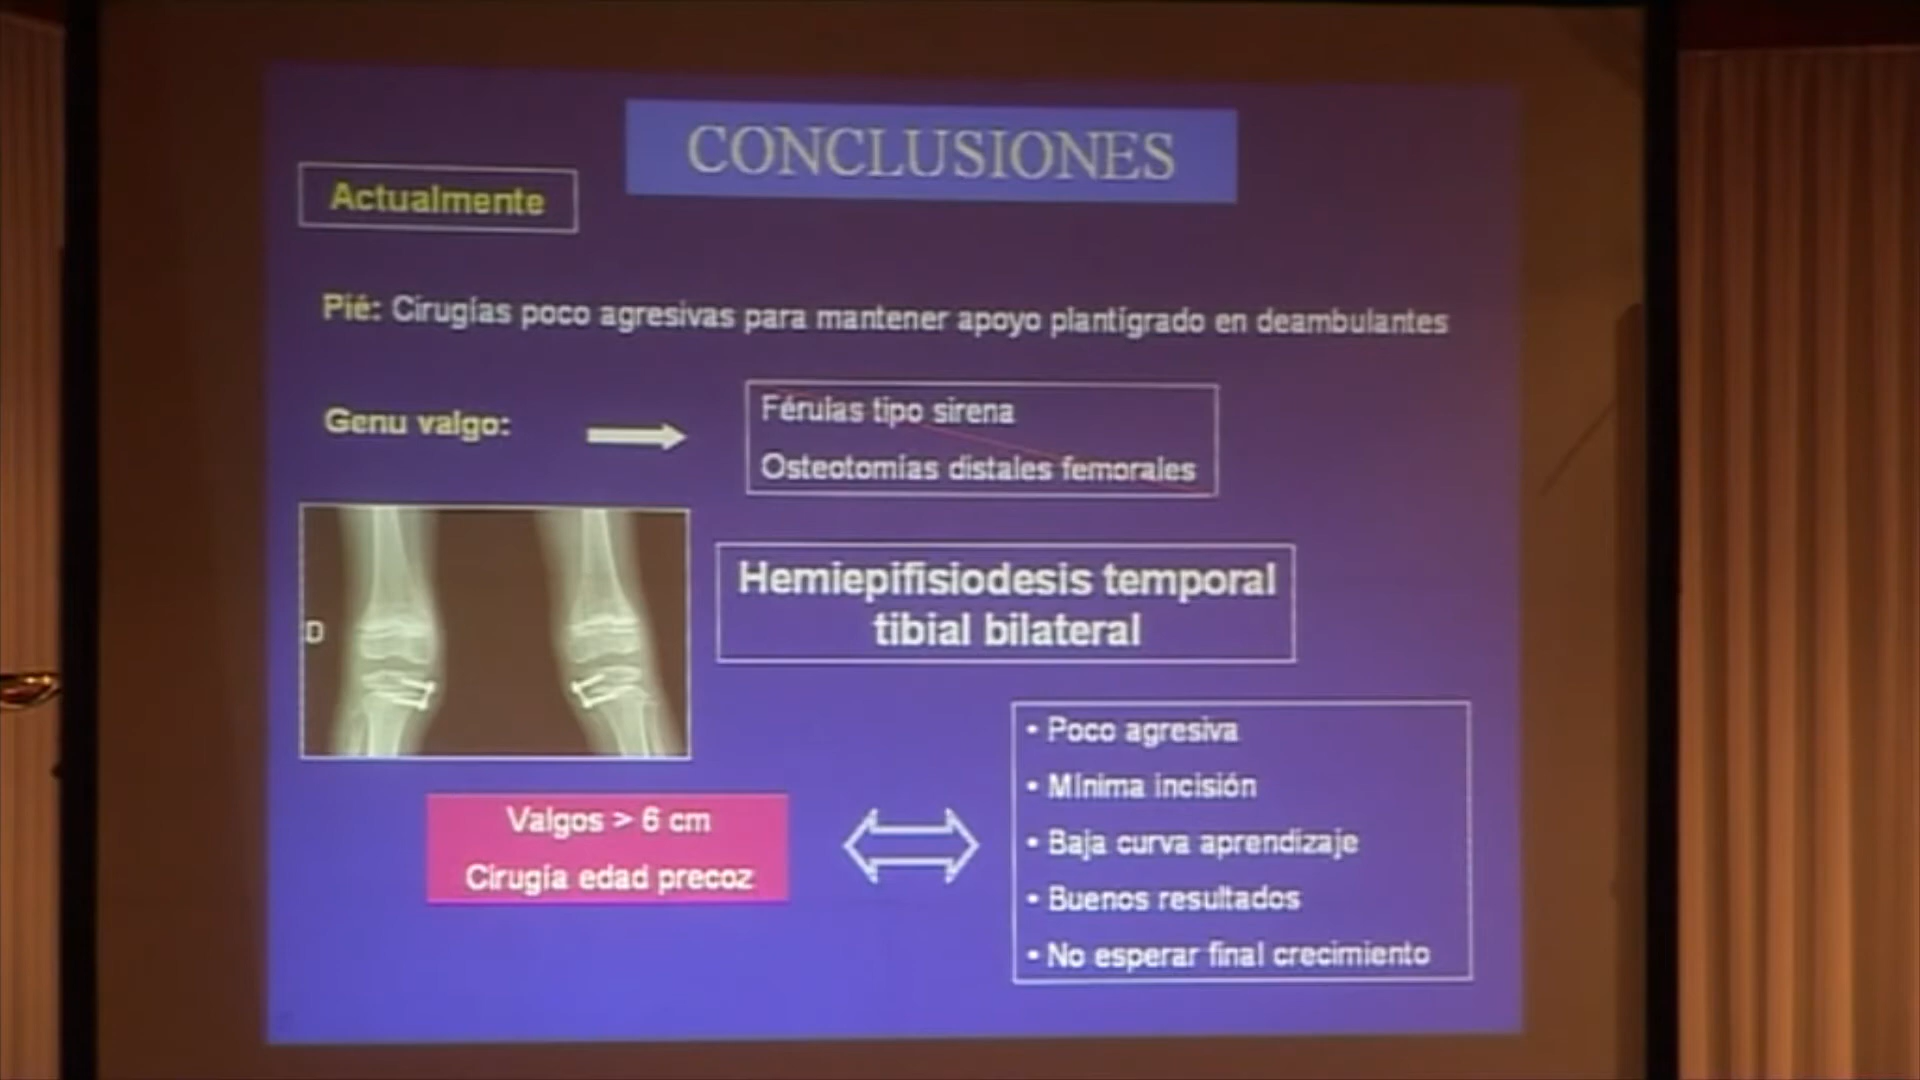 CONCLUSIONES
Actualmente
Pié: Cirugías poco agresivas para mantener apoyo plantígrado en deambulantes
Genu valgo:
Férulas tipo sirena
Osteotomías distales femorales
D
Hemiepifisiodesis temporal
tibial bilateral
Valgos > 6 cm
Cirugía edad precoz
• Poco agresiva
• Mínima incisión
• Baja curva aprendizaje
• Buenos resultados
• No esperar final crecimiento